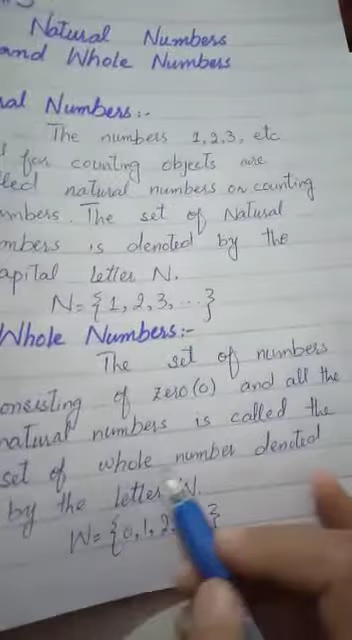 Natural Numbers
and Whole Numbers
ral Numbers:-
The numbers 1,2,3, etc
for counting objects are
led natural numbers or counting
mbers. The set of Natural
mbers is denoted by the
apital letter N.
N={1, 2, 3, ...}
Whole Numbers:-
The set of numbers
onsisting of zero(0) and all the
natural numbers is called the
set of whole number denoted
by the letter W.
W={0, 1, 2, }